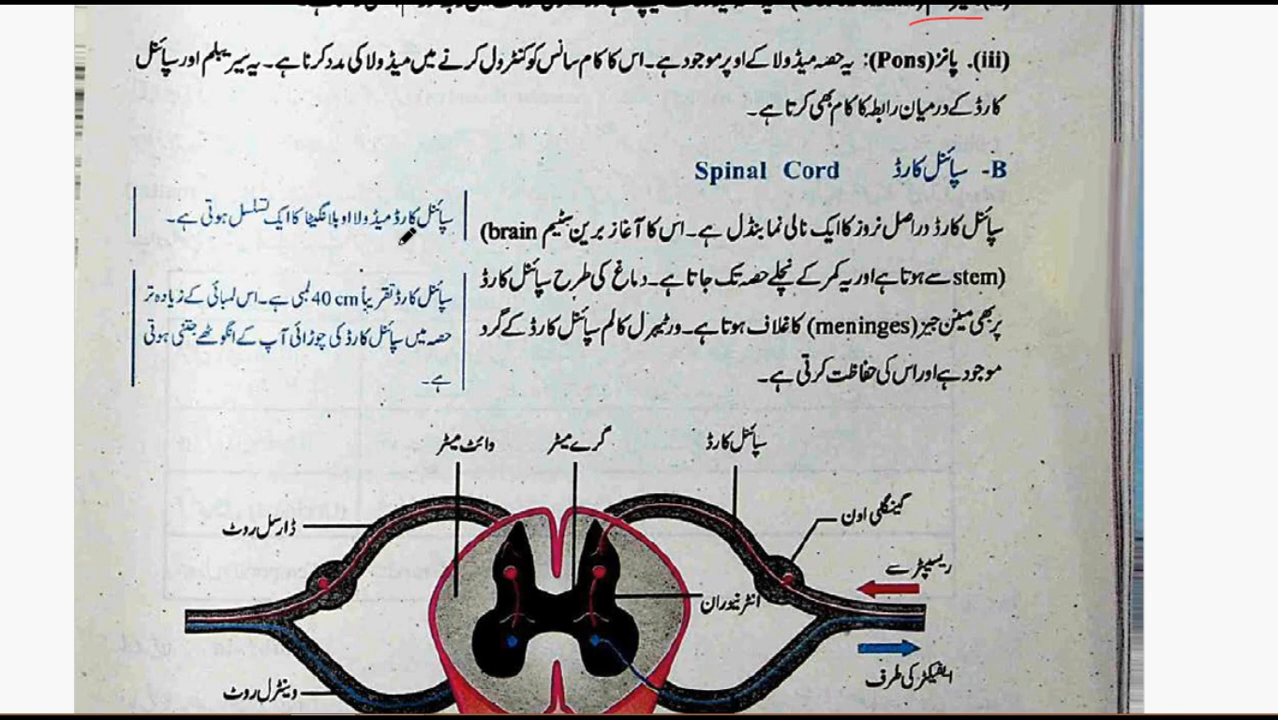 (iii). پانز (Pons): یہ حصہ میڈولا کے اوپر موجود ہے۔ اس کا کام سانس کو کنٹرول کرنے میں میڈولا کی مدد کرنا ہے۔ یہ سیریبیلم اور سپائنل
کارڈ کے درمیان رابطہ کا کام بھی کرتا ہے۔
B- سپائنل کارڈ Spinal Cord
سپائنل کارڈ دراصل نروز کا ایک نالی نما بنڈل ہے۔ اس کا آغاز برین سٹیم (brain
stem) سے ہوتا ہے اور یہ کمر کے نچلے حصہ تک جاتا ہے۔ دماغ کی طرح سپائنل کارڈ
پر بھی مینن جیز (meninges) کا غلاف ہوتا ہے۔ ورٹیبرل کالم سپائنل کارڈ کے گرد
موجود ہے اور اس کی حفاظت کرتی ہے۔
سپائنل کارڈ میڈولا اوبلانگیٹا کا ایک تسلسل ہوتی ہے۔
سپائنل کارڈ تقریباً 40 cm لمبی ہے۔ اس لمبائی کے زیادہ تر
حصہ میں سپائنل کارڈ کی چوڑائی آپ کے انگوٹھے جتنی ہوتی
ہے۔
سپائنل کارڈ
گرے میٹر
وائٹ میٹر
گینگلی اون
ڈارسل روٹ
ریسیپٹر سے
انٹر نیوران
ایفیکٹر کی طرف
وینٹرل روٹ